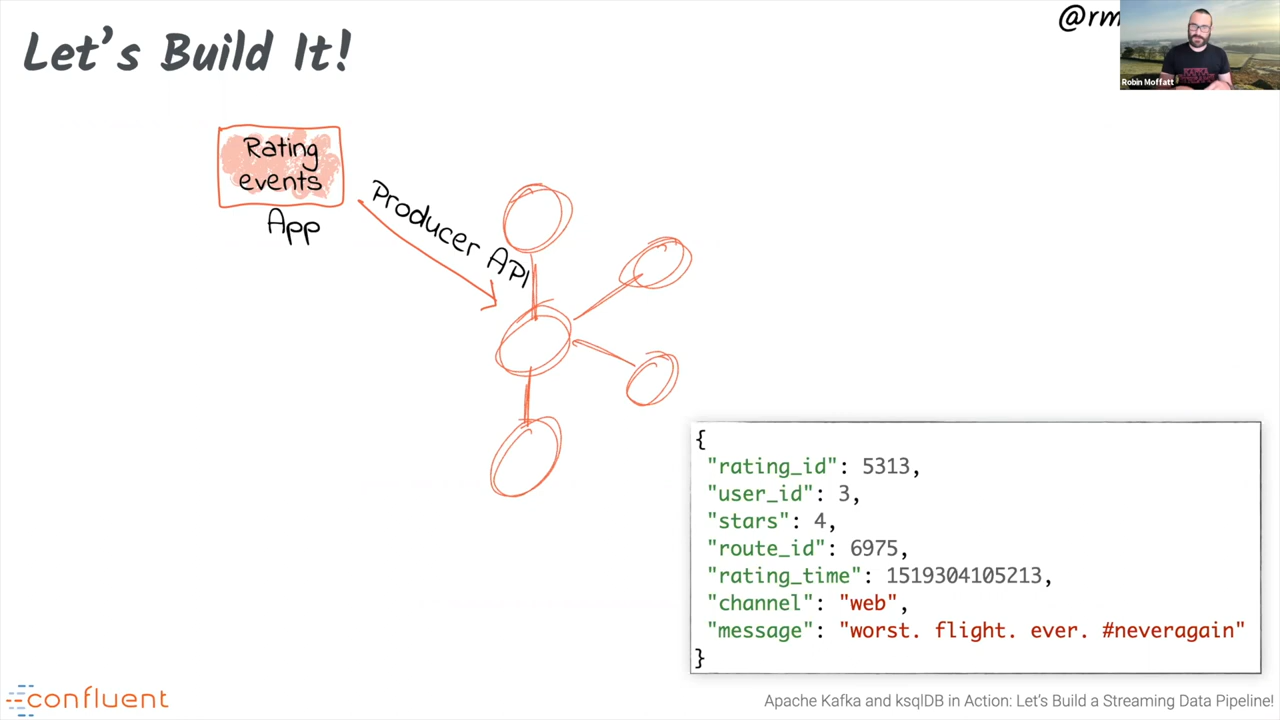 Let's Build It!
@rm
Robin Moffatt
Rating
events
App
Producer API
{
"rating_id": 5313,
"user_id": 3,
"stars": 4,
"route_id": 6975,
"rating_time": 1519304105213,
"channel": "web",
"message": "worst. flight. ever. #neveragain"
}
confluent
Apache Kafka and ksqlDB in Action: Let's Build a Streaming Data Pipeline!